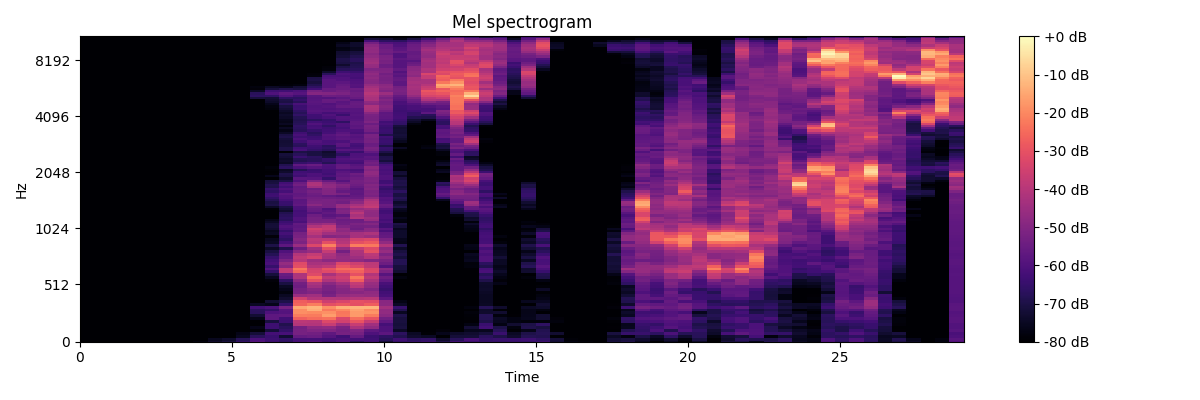 Mel spectrogram
Hz
8192
4096
2048
1024
512
0
0 5 10 15 20 25
Time
+0 dB
-10 dB
-20 dB
-30 dB
-40 dB
-50 dB
-60 dB
-70 dB
-80 dB